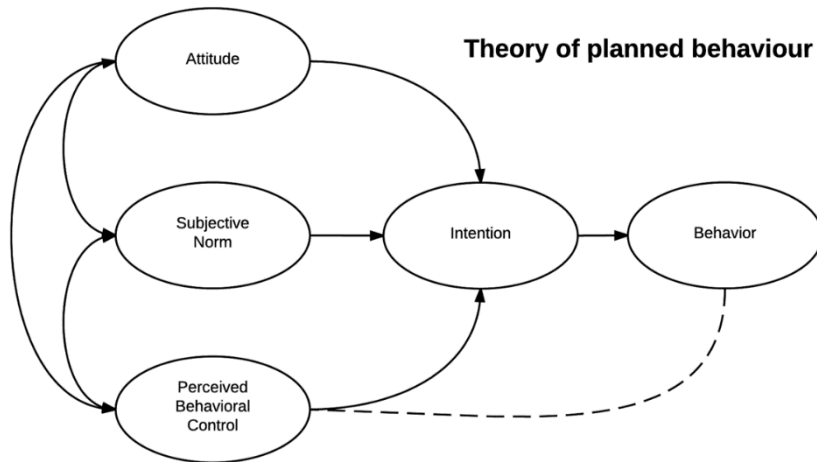 Theory of planned behaviour
Attitude
Subjective
Norm
Intention
Behavior
Perceived
Behavioral
Control